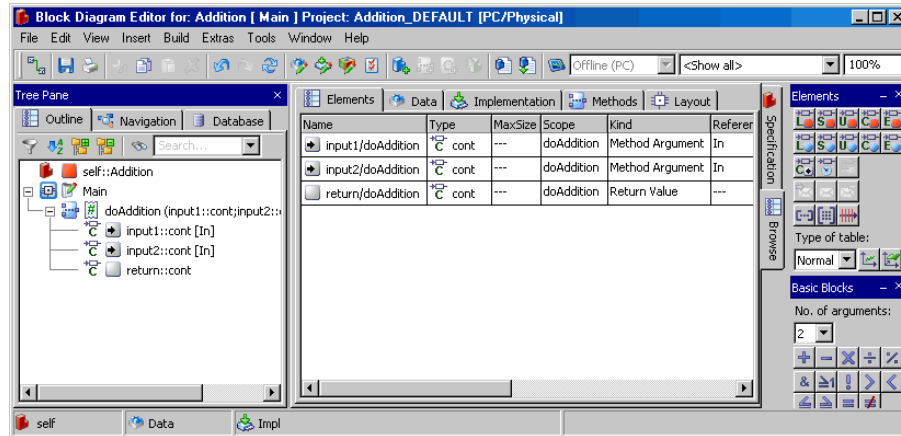 Block Diagram Editor for: Addition [ Main ] Project: Addition_DEFAULT [PC/Physical]
File Edit View Insert Build Extras Tools Window Help
Offline (PC) <Show all> 100%
Tree Pane
Outline Navigation Database
Search...
self::Addition
Main
doAddition (input1::cont;input2::
input1::cont [In]
input2::cont [In]
return::cont
Elements Data Implementation Methods Layout
Name Type MaxSize Scope Kind Referen
input1/doAddition C cont --- doAddition Method Argument In
input2/doAddition C cont --- doAddition Method Argument In
return/doAddition C cont --- doAddition Return Value ---
Specification
Browse
Elements
L S U C E
L S U C E
C
Type of table:
Normal
Basic Blocks
No. of arguments:
2
+ - X ÷ %
& ≥1 ! > <
self Data Impl